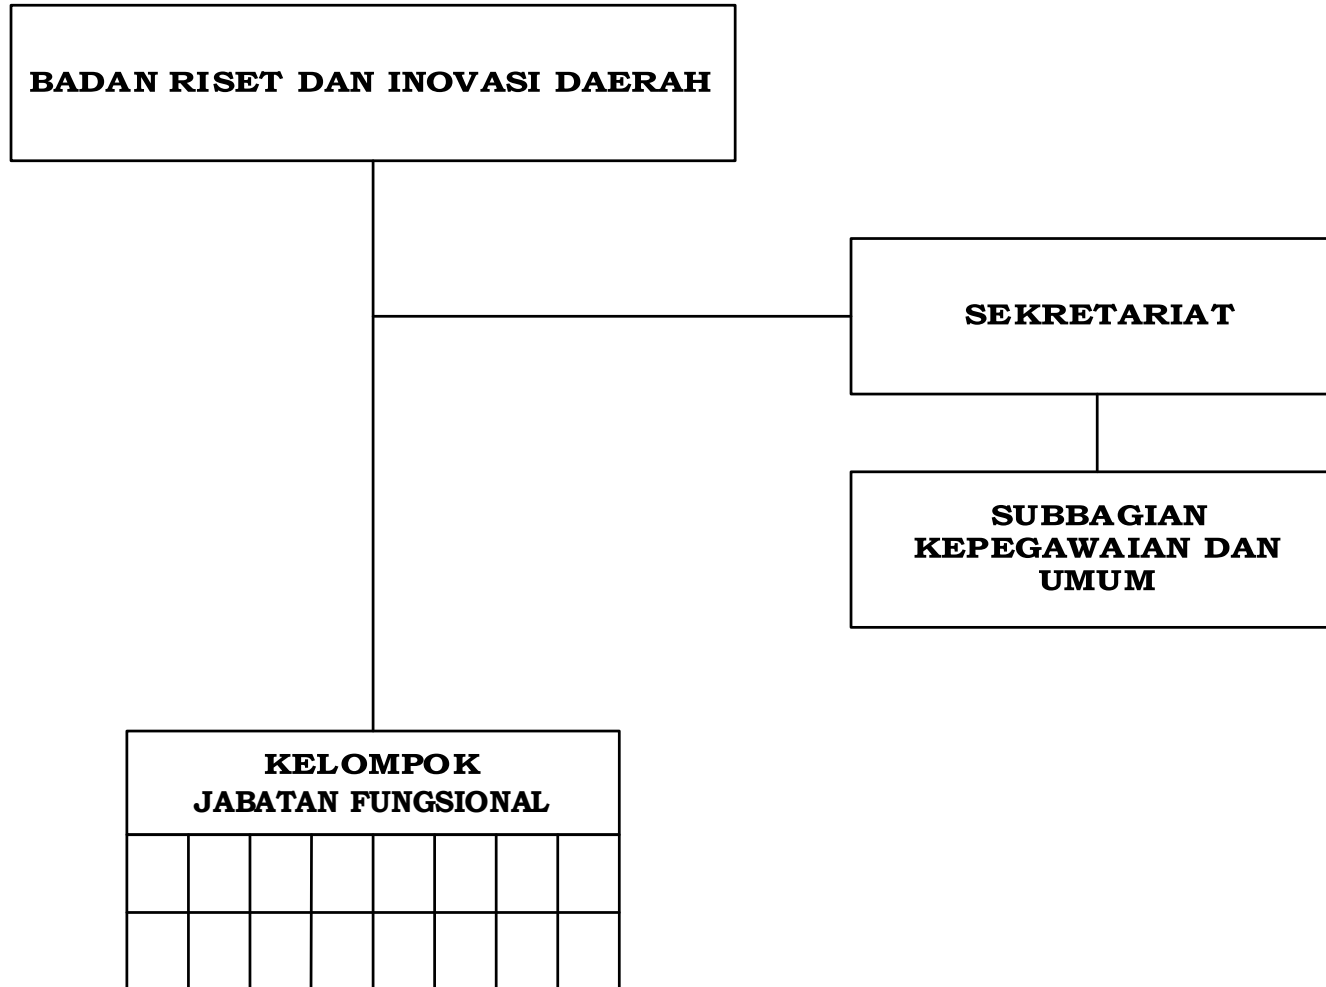 BADAN RISET DAN INOVASI DAERAH
SEKRETARIAT
SUBBAGIAN
KEPEGAWAIAN DAN
UMUM
KELOMPOK
JABATAN FUNGSIONAL